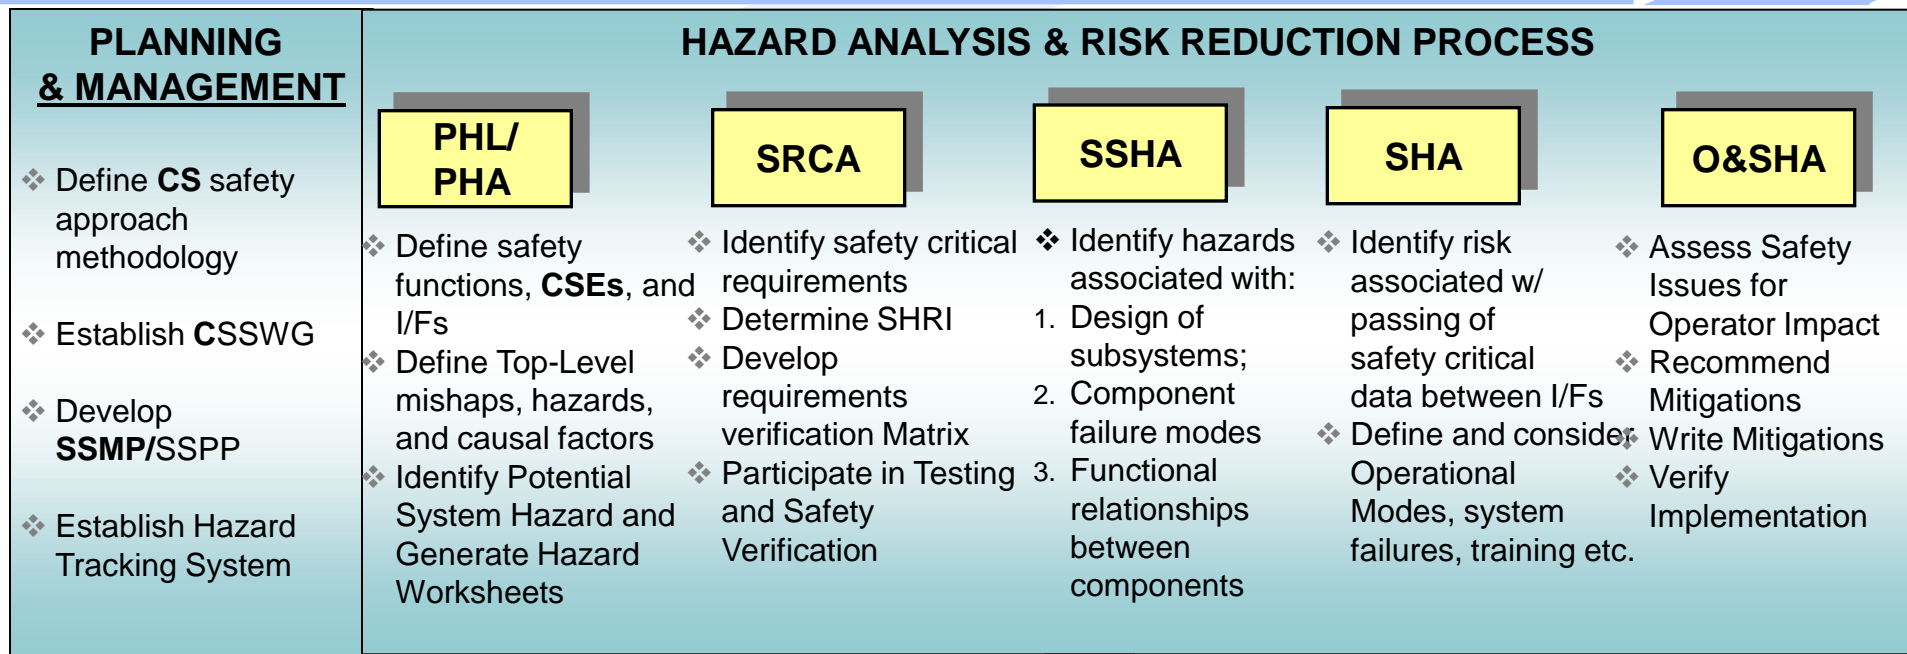 PLANNING
& MANAGEMENT
❖ Define CS safety
approach
methodology
❖ Establish CSSWG
❖ Develop
SSMP/SSPP
❖ Establish Hazard
Tracking System
HAZARD ANALYSIS & RISK REDUCTION PROCESS
PHL/
PHA
❖ Define safety
functions, CSEs, and
I/Fs
❖ Define Top-Level
mishaps, hazards,
and causal factors
❖ Identify Potential
System Hazard and
Generate Hazard
Worksheets
SRCA
❖ Identify safety critical
requirements
❖ Determine SHRI
❖ Develop
requirements
verification Matrix
❖ Participate in Testing
and Safety
Verification
SSHA
❖ Identify hazards
associated with:
1. Design of
subsystems;
2. Component
failure modes
3. Functional
relationships
between
components
SHA
❖ Identify risk
associated w/
passing of
safety critical
data between I/Fs
❖ Define and consider
Operational
Modes, system
failures, training etc.
O&SHA
❖ Assess Safety
Issues for
Operator Impact
❖ Recommend
Mitigations
❖ Write Mitigations
❖ Verify
Implementation